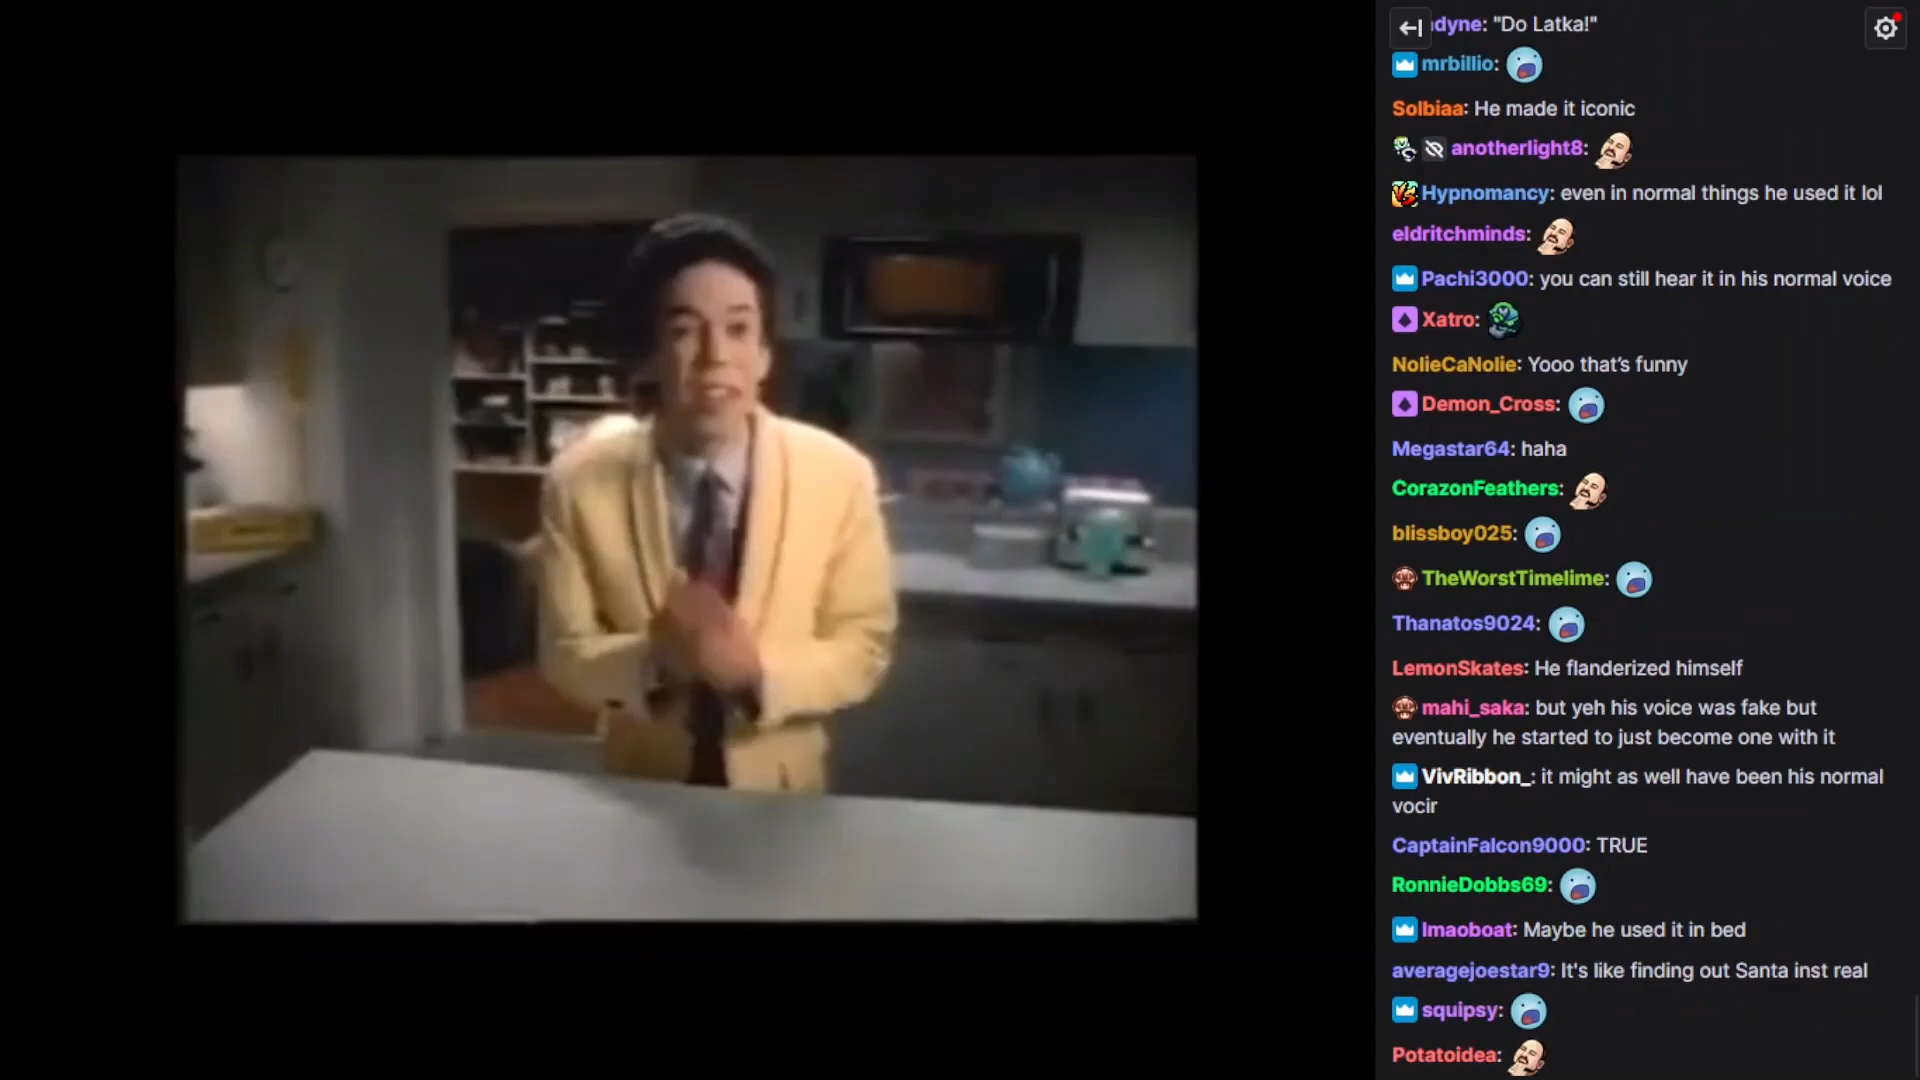 dyne: "Do Latka!"
mrbillio:
Solbiaa: He made it iconic
anotherlight8:
Hypnomancy: even in normal things he used it lol
eldritchminds:
Pachi3000: you can still hear it in his normal voice
Xatro:
NolieCaNolie: Yooo that's funny
Demon_Cross:
Megastar64: haha
CorazonFeathers:
blissboy025:
TheWorstTimelime:
Thanatos9024:
LemonSkates: He flanderized himself
mahi_saka: but yeh his voice was fake but
eventually he started to just become one with it
VivRibbon_: it might as well have been his normal
vocir
CaptainFalcon9000: TRUE
RonnieDobbs69:
lmaoboat: Maybe he used it in bed
averagejoestar9: It's like finding out Santa inst real
squipsy:
Potatoidea: